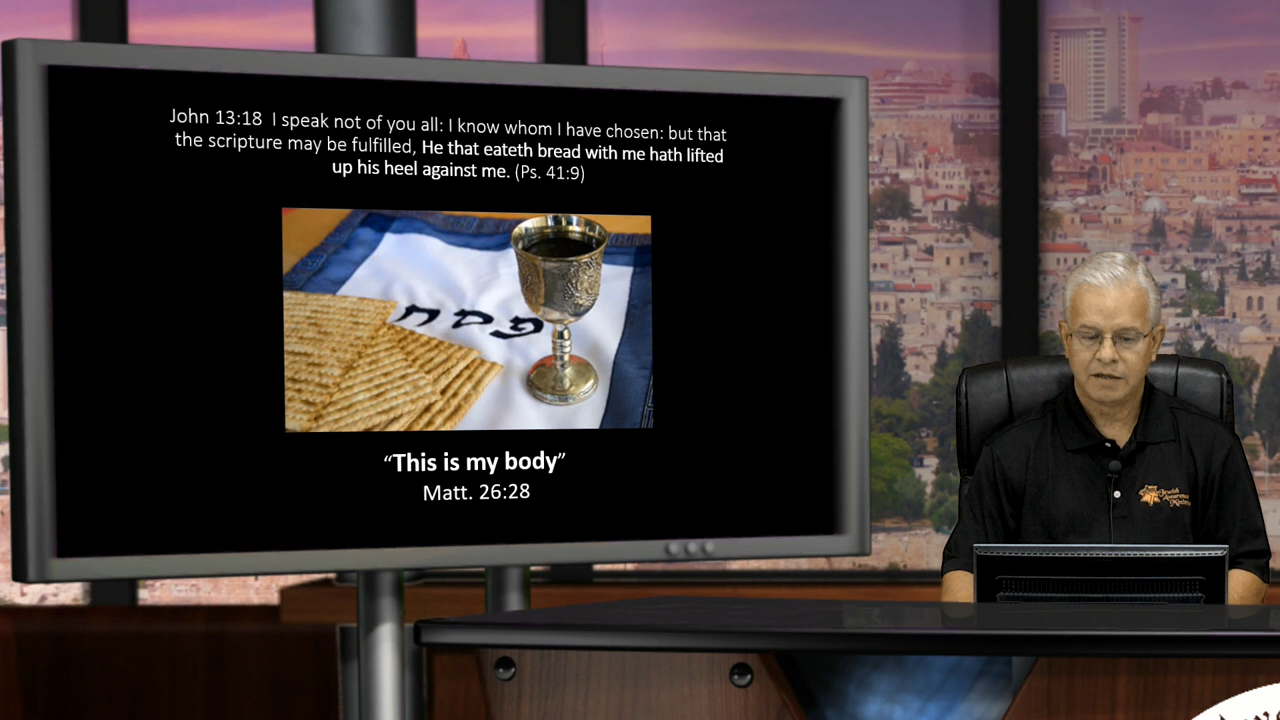 John 13:18 I speak not of you all: I know whom I have chosen: but that
the scripture may be fulfilled, He that eateth bread with me hath lifted
up his heel against me. (Ps. 41:9)
פסח
“This is my body”
Matt. 26:28
Jewish
Awareness